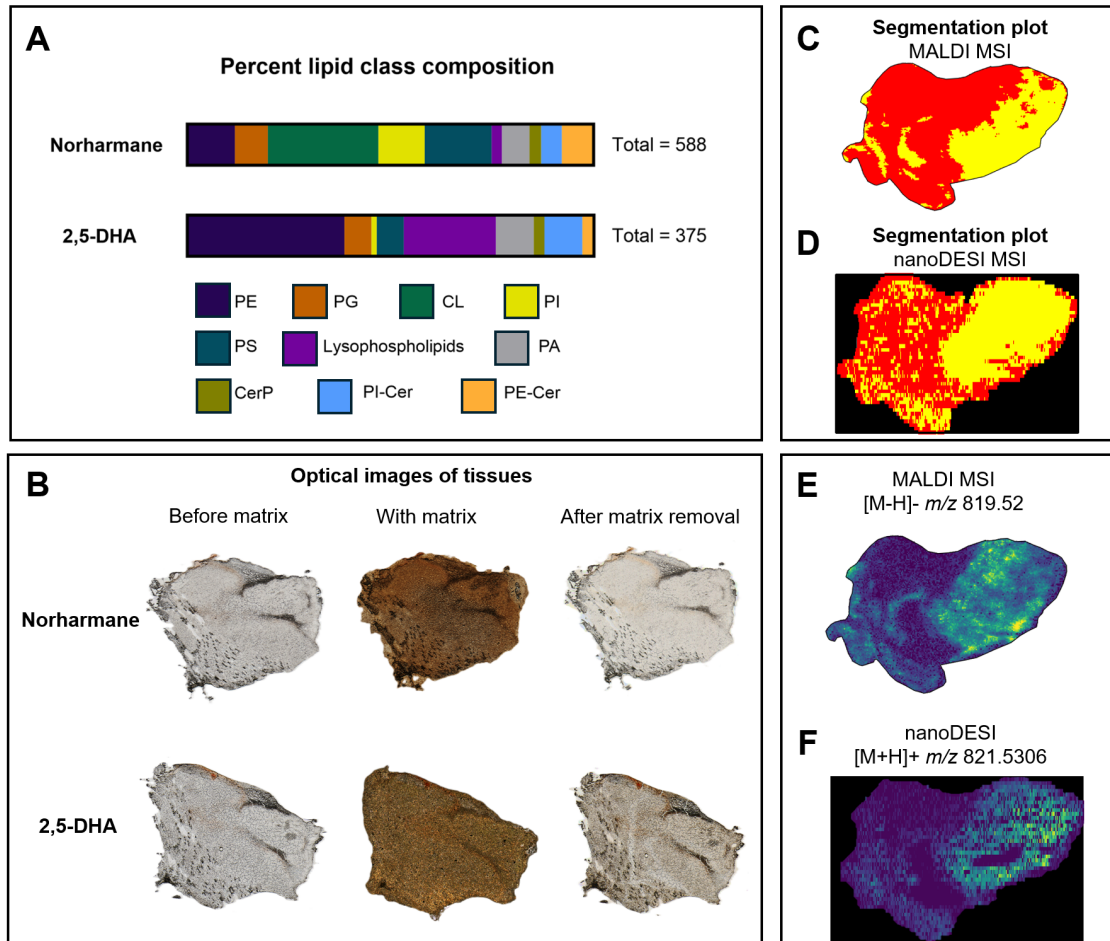 A
Percent lipid class composition
Norharmane
Total = 588
2,5-DHA
Total = 375
PE
PG
CL
PI
PS
Lysophospholipids
PA
CerP
PI-Cer
PE-Cer
B
Optical images of tissues
Before matrix
With matrix
After matrix removal
Norharmane
2,5-DHA
C
Segmentation plot
MALDI MSI
D
Segmentation plot
nanoDESI MSI
E
MALDI MSI
[M-H]- m/z 819.52
F
nanoDESI
[M+H]+ m/z 821.5306